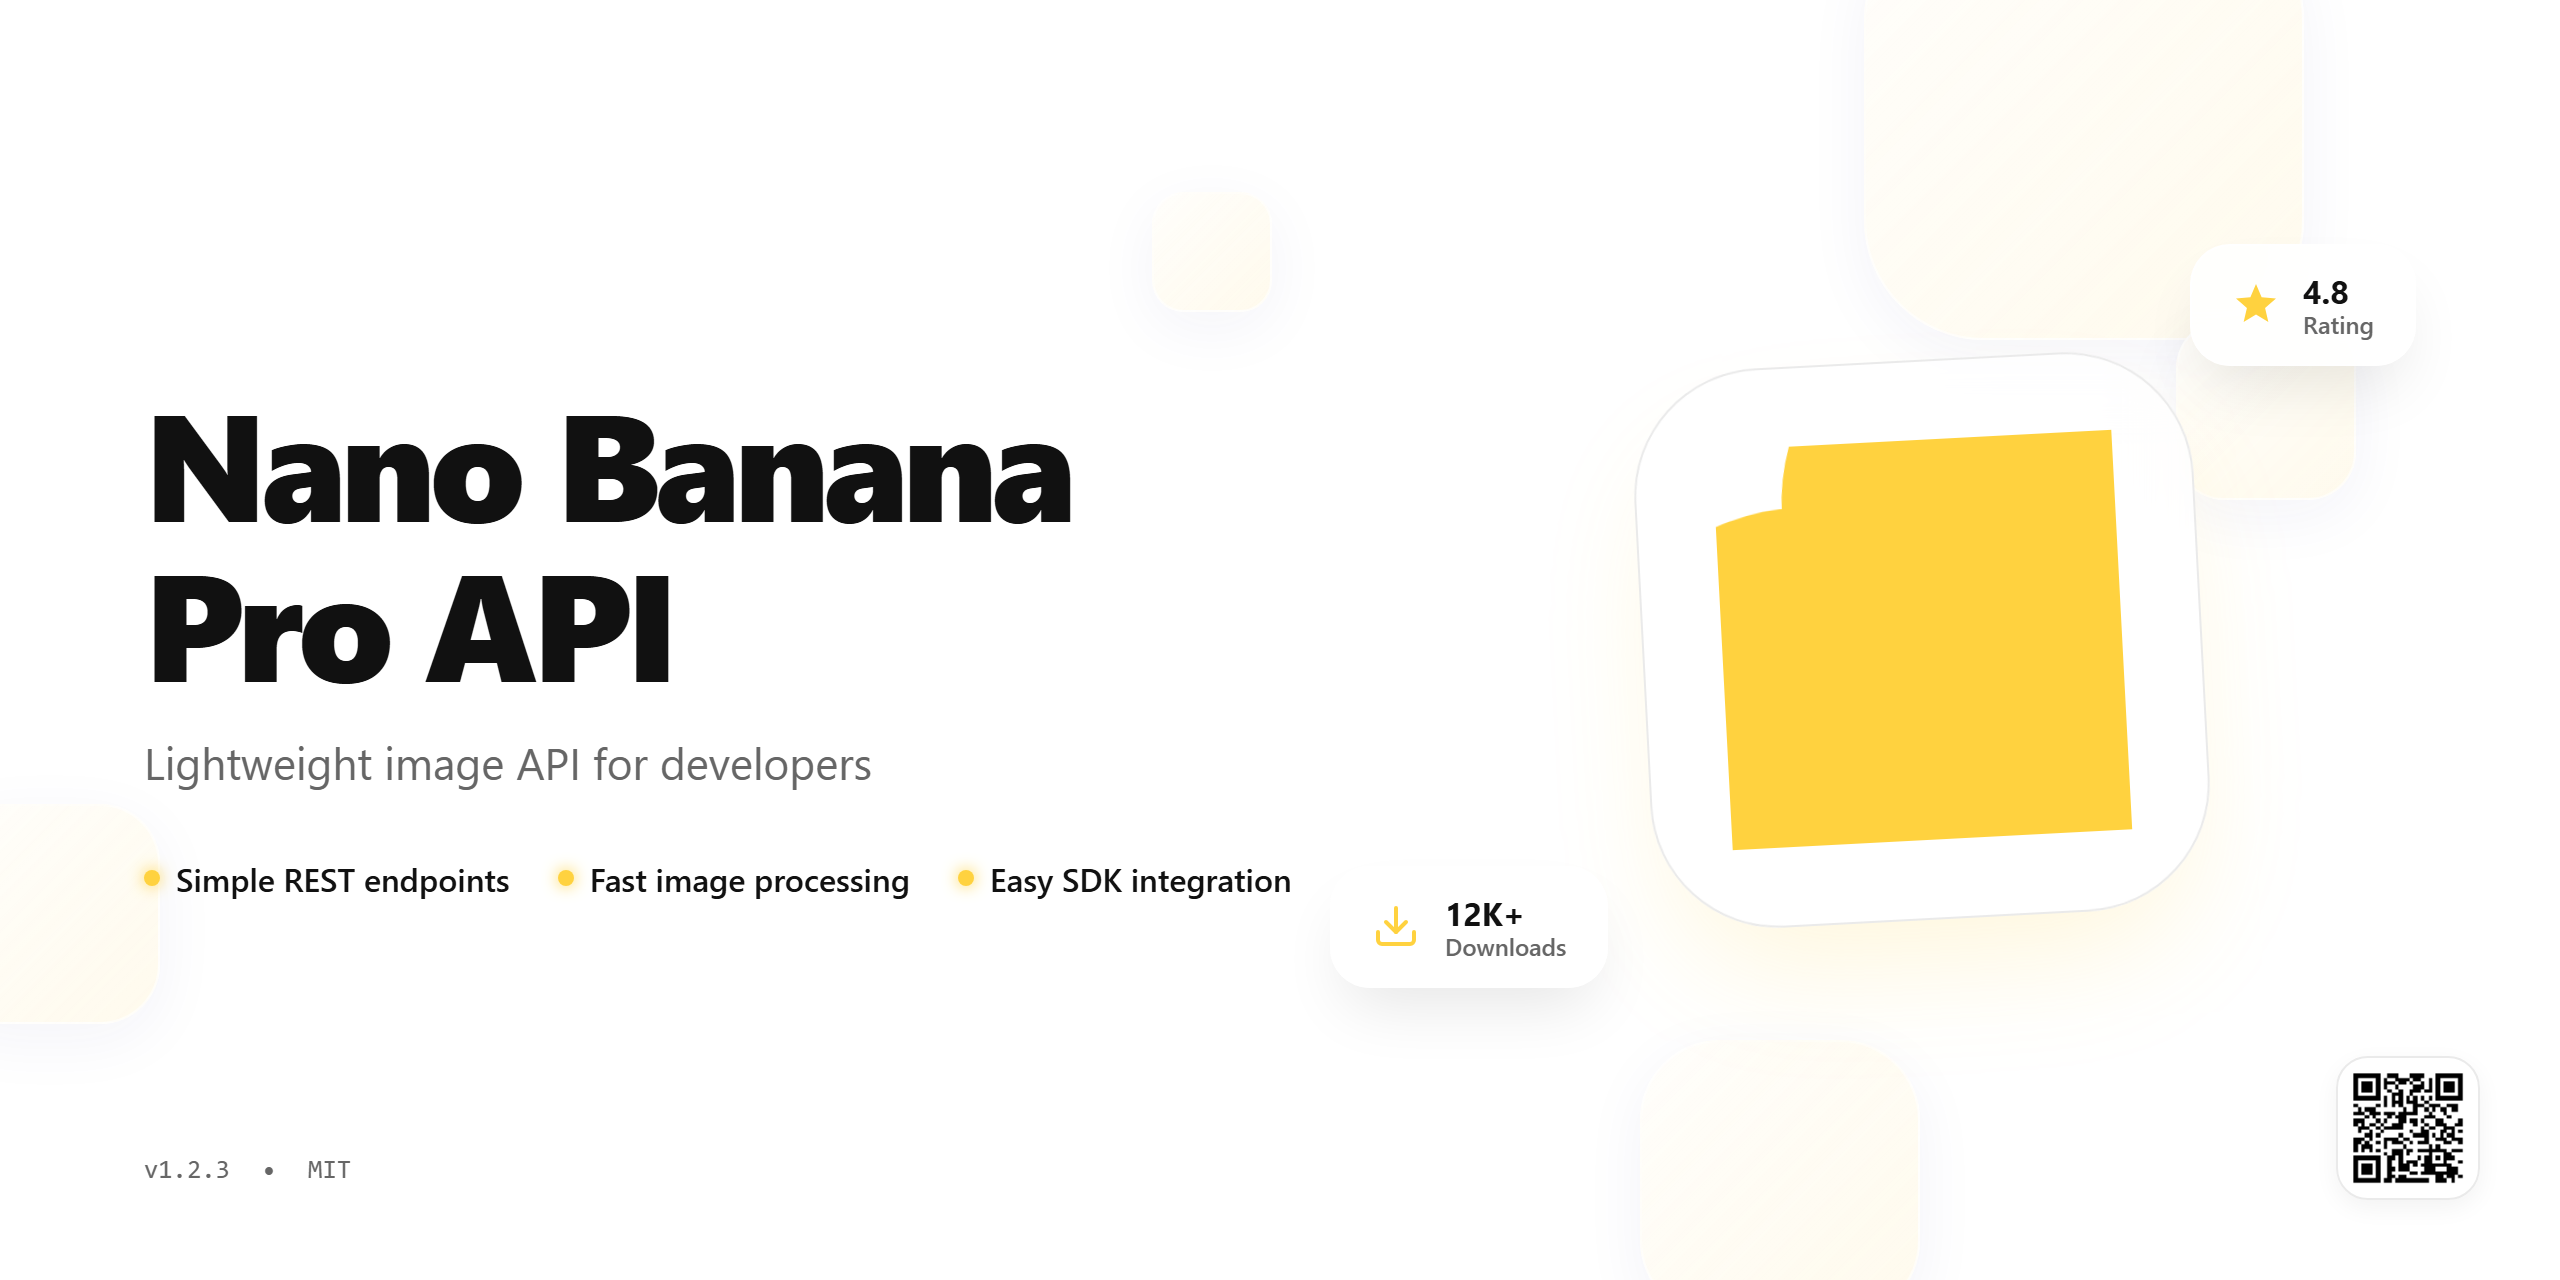 Nano Banana
Pro API
Lightweight image API for developers
Simple REST endpoints
Fast image processing
Easy SDK integration
4.8
Rating
12K+
Downloads
v1.2.3 • MIT